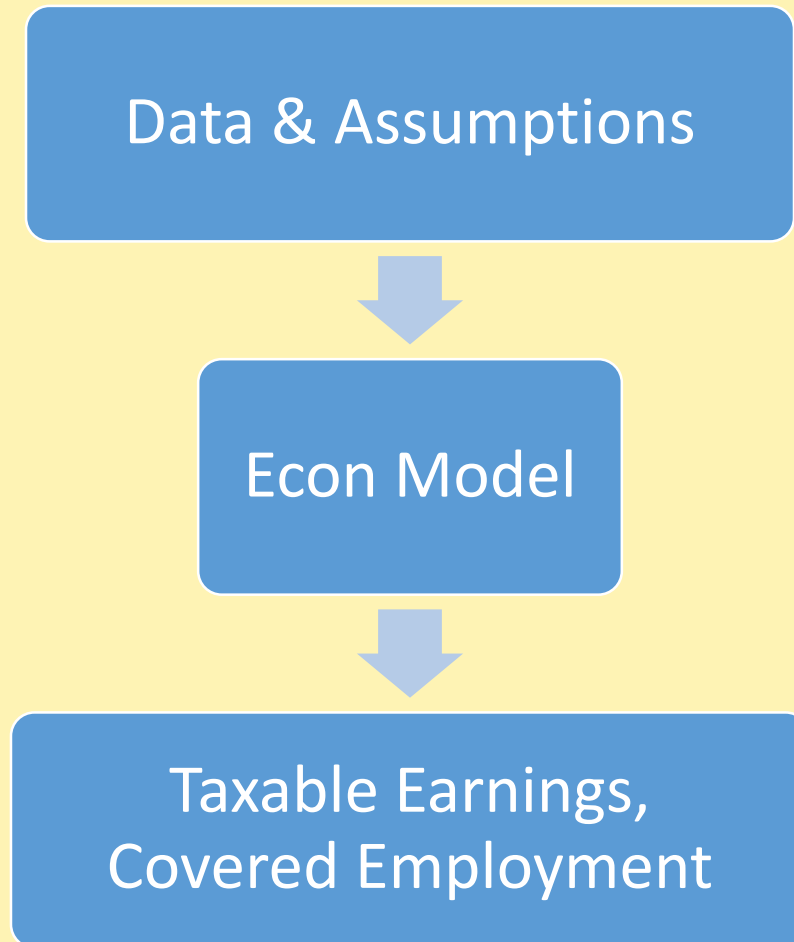 Data & Assumptions
Econ Model
Taxable Earnings,
Covered Employment